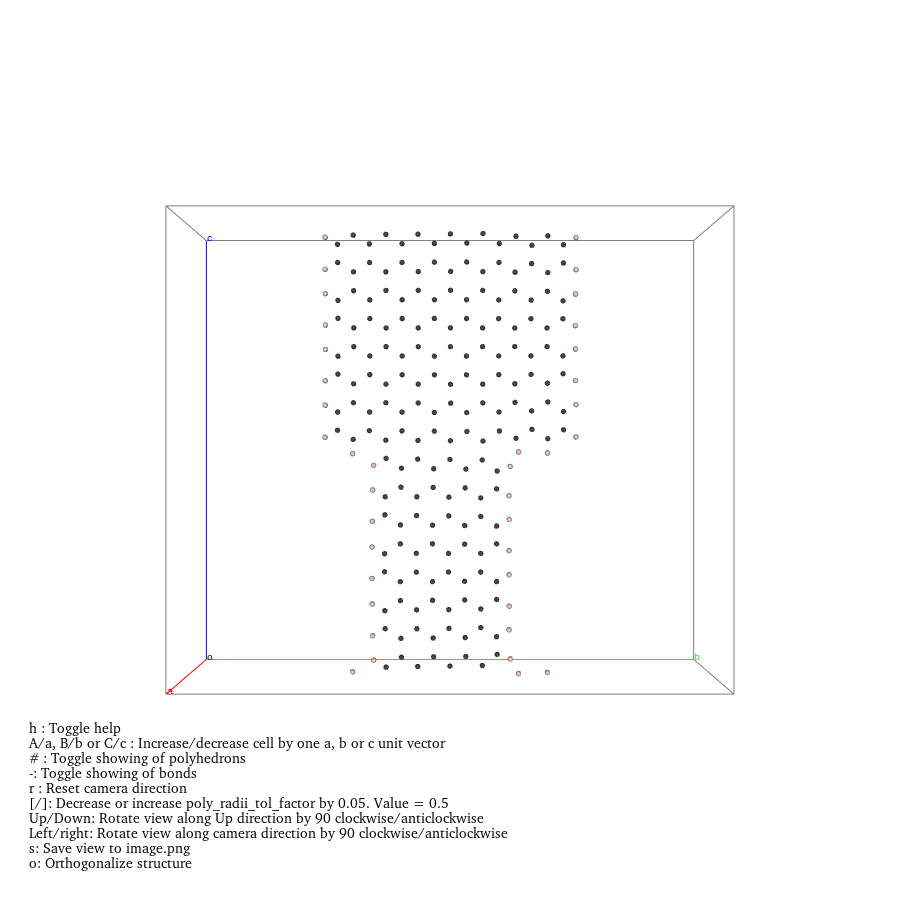 c
o
b
a
h : Toggle help
A/a, B/b or C/c : Increase/decrease cell by one a, b or c unit vector
# : Toggle showing of polyhedrons
-: Toggle showing of bonds
r : Reset camera direction
[/]: Decrease or increase poly_radii_tol_factor by 0.05. Value = 0.5
Up/Down: Rotate view along Up direction by 90 clockwise/anticlockwise
Left/right: Rotate view along camera direction by 90 clockwise/anticlockwise
s: Save view to image.png
o: Orthogonalize structure